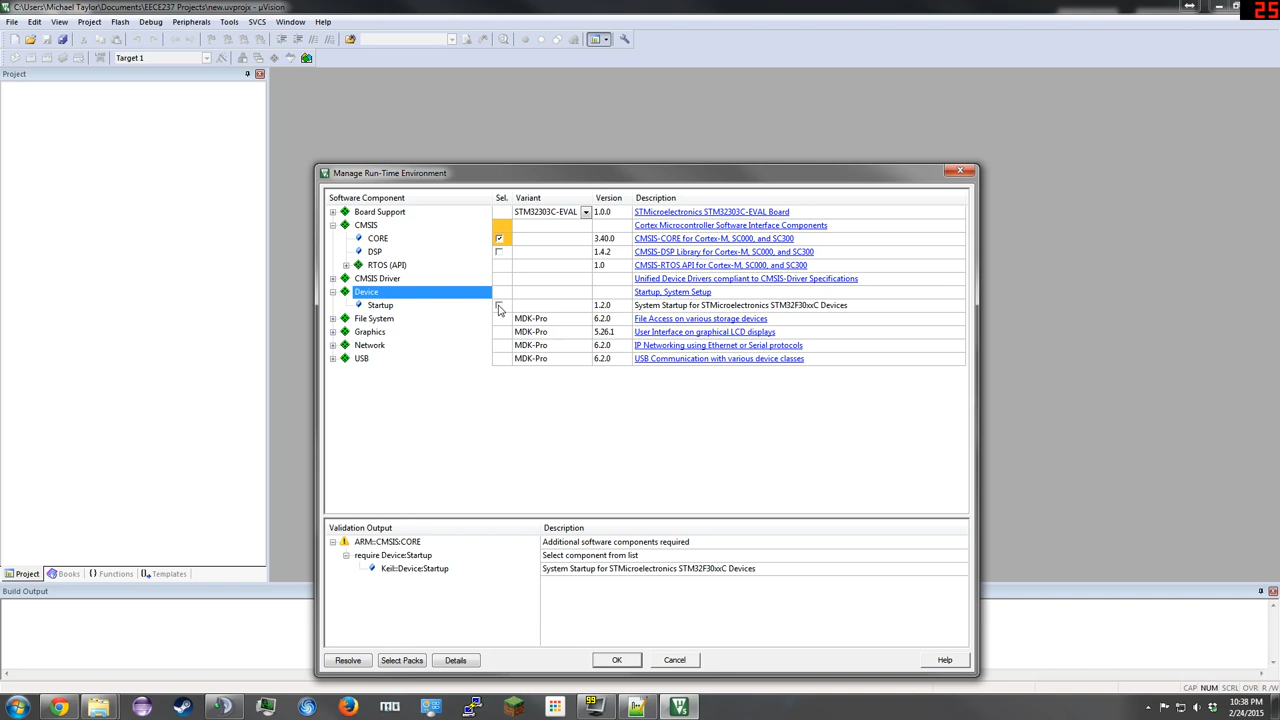 C:\Users\Michael Taylor\Documents\EECE237 Projects\new.uvprojx - µVision
25
File Edit View Project Flash Debug Peripherals Tools SVCS Window Help
Target 1
Project
Manage Run-Time Environment
Software Component Sel. Variant Version Description
Board Support STM32303C-EVAL 1.0.0 STMicroelectronics STM32303C-EVAL Board
CMSIS Cortex Microcontroller Software Interface Components
CORE 3.40.0 CMSIS-CORE for Cortex-M, SC000, and SC300
DSP 1.4.2 CMSIS-DSP Library for Cortex-M, SC000, and SC300
RTOS (API) 1.0 CMSIS-RTOS API for Cortex-M, SC000, and SC300
CMSIS Driver Unified Device Drivers compliant to CMSIS-Driver Specifications
Device Startup, System Setup
Startup 1.2.0 System Startup for STMicroelectronics STM32F30xxC Devices
File System MDK-Pro 6.2.0 File Access on various storage devices
Graphics MDK-Pro 5.26.1 User Interface on graphical LCD displays
Network MDK-Pro 6.2.0 IP Networking using Ethernet or Serial protocols
USB MDK-Pro 6.2.0 USB Communication with various device classes
Validation Output Description
ARM::CMSIS:CORE Additional software components required
require Device:Startup Select component from list
Keil::Device:Startup System Startup for STMicroelectronics STM32F30xxC Devices
Project Books Functions Templates
Build Output
Resolve Select Packs Details OK Cancel Help
CAP NUM SCRL OVR R /W
99
10:38 PM
2/24/2015